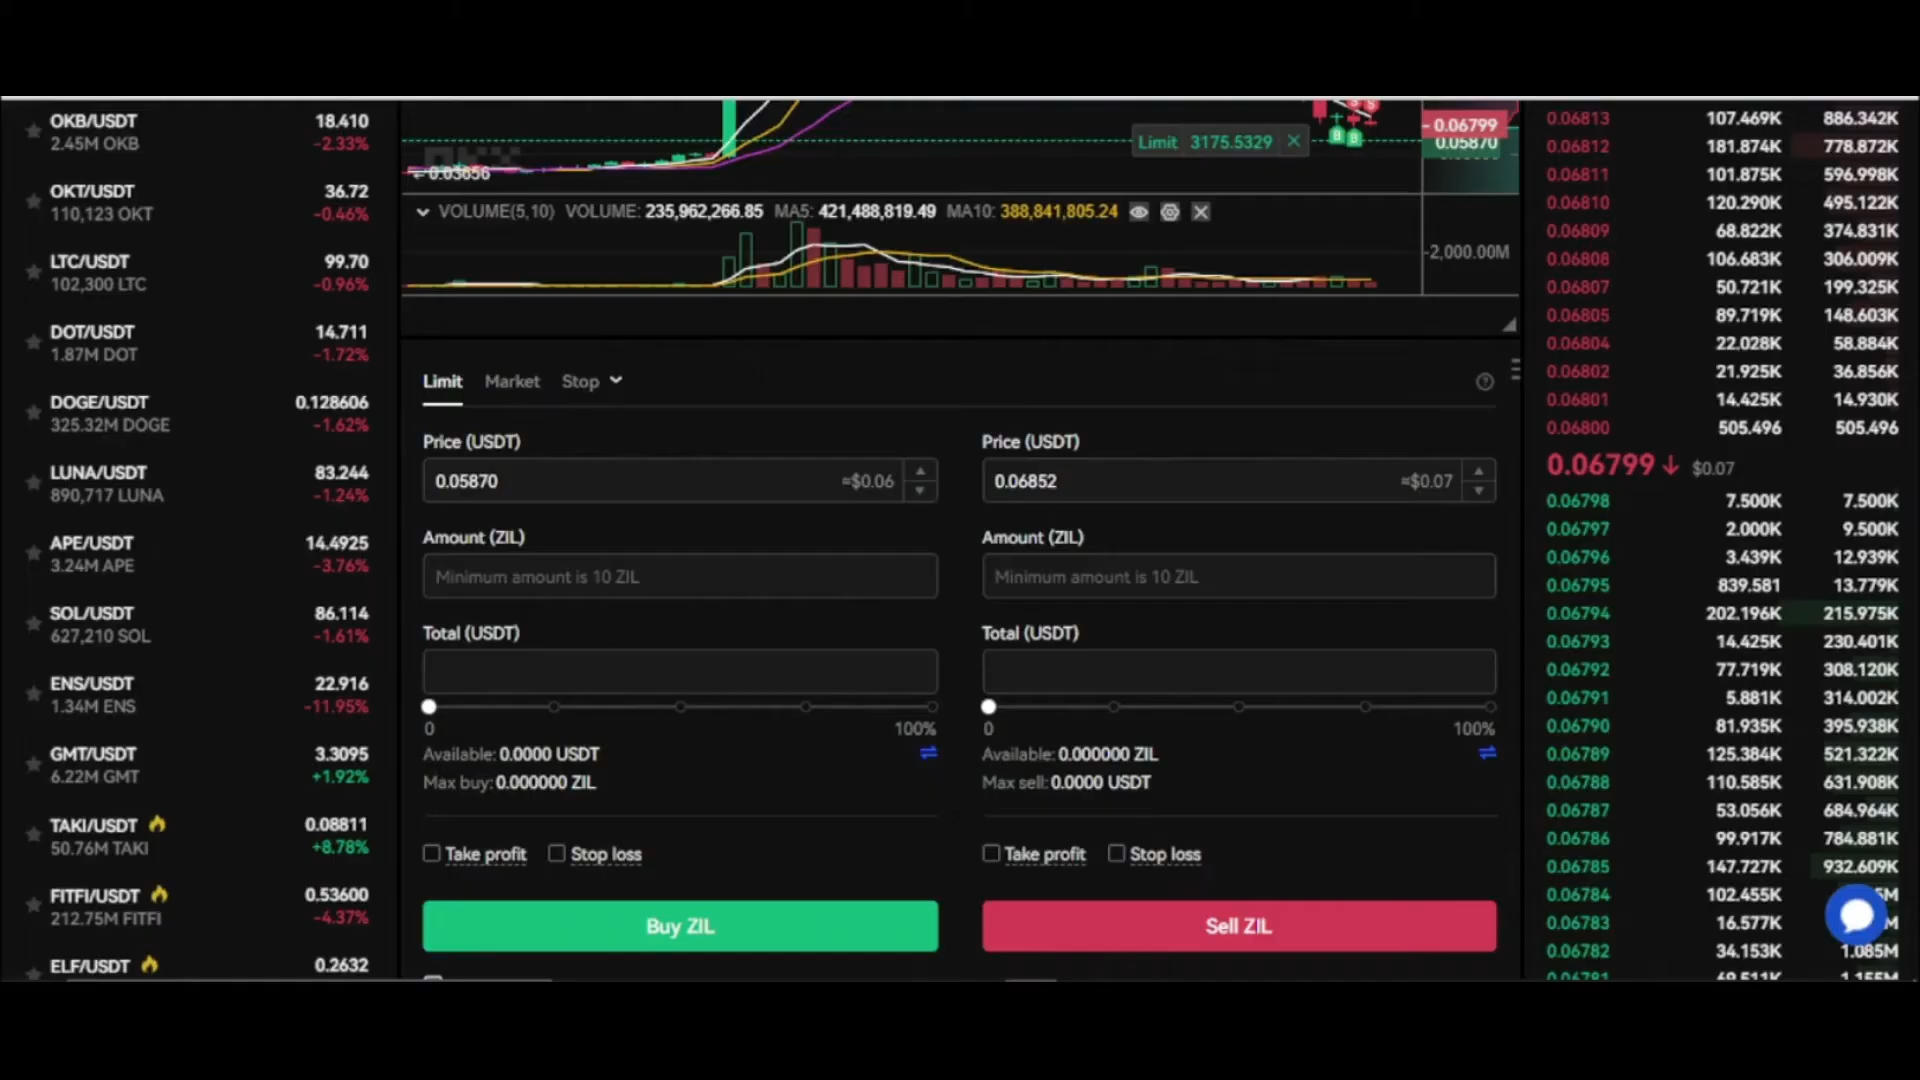 OKB/USDT 18.410
2.45M OKB -2.33%
OKT/USDT 36.72
110,123 OKT -0.46%
LTC/USDT 99.70
102,300 LTC -0.96%
DOT/USDT 14.711
1.87M DOT -1.72%
DOGE/USDT 0.128606
325.32M DOGE -1.62%
LUNA/USDT 83.244
890,717 LUNA -1.24%
APE/USDT 14.4925
3.24M APE -3.76%
SOL/USDT 86.114
627,210 SOL -1.61%
ENS/USDT 22.916
1.34M ENS -11.95%
GMT/USDT 3.3095
6.22M GMT +1.92%
TAKI/USDT 0.08811
50.76M TAKI +8.78%
FITFI/USDT 0.53600
212.75M FITFI -4.37%
ELF/USDT 0.2632
Limit 3175.5329
0.06799
0.05870
←0.03656
VOLUME(5,10) VOLUME: 235,962,266.85 MA5: 421,488,819.49 MA10: 388,841,805.24
2,000.00M
Limit Market Stop
Price (USDT)
0.05870 ≈$0.06
Amount (ZIL)
Minimum amount is 10 ZIL
Total (USDT)
0 100%
Available: 0.0000 USDT
Max buy: 0.000000 ZIL
Take profit Stop loss
Buy ZIL
Price (USDT)
0.06852 ≈$0.07
Amount (ZIL)
Minimum amount is 10 ZIL
Total (USDT)
0 100%
Available: 0.000000 ZIL
Max sell: 0.0000 USDT
Take profit Stop loss
Sell ZIL
0.06813 107.469K 886.342K
0.06812 181.874K 778.872K
0.06811 101.875K 596.998K
0.06810 120.290K 495.122K
0.06809 68.822K 374.831K
0.06808 106.683K 306.009K
0.06807 50.721K 199.325K
0.06805 89.719K 148.603K
0.06804 22.028K 58.884K
0.06802 21.925K 36.856K
0.06801 14.425K 14.930K
0.06800 505.496 505.496
0.06799↓ $0.07
0.06798 7.500K 7.500K
0.06797 2.000K 9.500K
0.06796 3.439K 12.939K
0.06795 839.581 13.779K
0.06794 202.196K 215.975K
0.06793 14.425K 230.401K
0.06792 77.719K 308.120K
0.06791 5.881K 314.002K
0.06790 81.935K 395.938K
0.06789 125.384K 521.322K
0.06788 110.585K 631.908K
0.06787 53.056K 684.964K
0.06786 99.917K 784.881K
0.06785 147.727K 932.609K
0.06784 102.455K
0.06783 16.577K
0.06782 34.153K 1.085M
0.06781 69.511K 1.155M